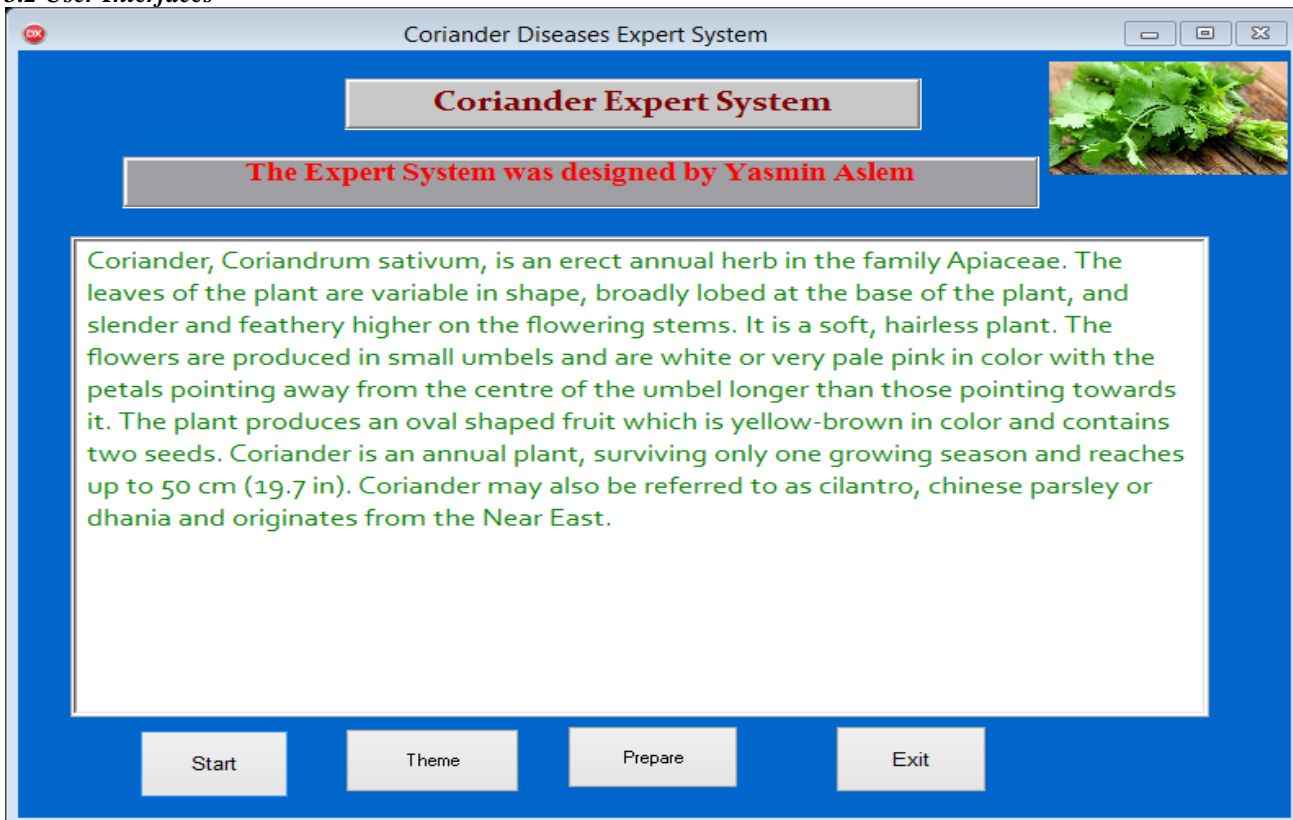 Coriander Diseases Expert System
Coriander Expert System
The Expert System was designed by Yasmin Aslem
Coriander, Coriandrum sativum, is an erect annual herb in the family Apiaceae. The
leaves of the plant are variable in shape, broadly lobed at the base of the plant, and
slender and feathery higher on the flowering stems. It is a soft, hairless plant. The
flowers are produced in small umbels and are white or very pale pink in color with the
petals pointing away from the centre of the umbel longer than those pointing towards
it. The plant produces an oval shaped fruit which is yellow-brown in color and contains
two seeds. Coriander is an annual plant, surviving only one growing season and reaches
up to 50 cm (19.7 in). Coriander may also be referred to as cilantro, chinese parsley or
dhania and originates from the Near East.
Start
Theme
Prepare
Exit